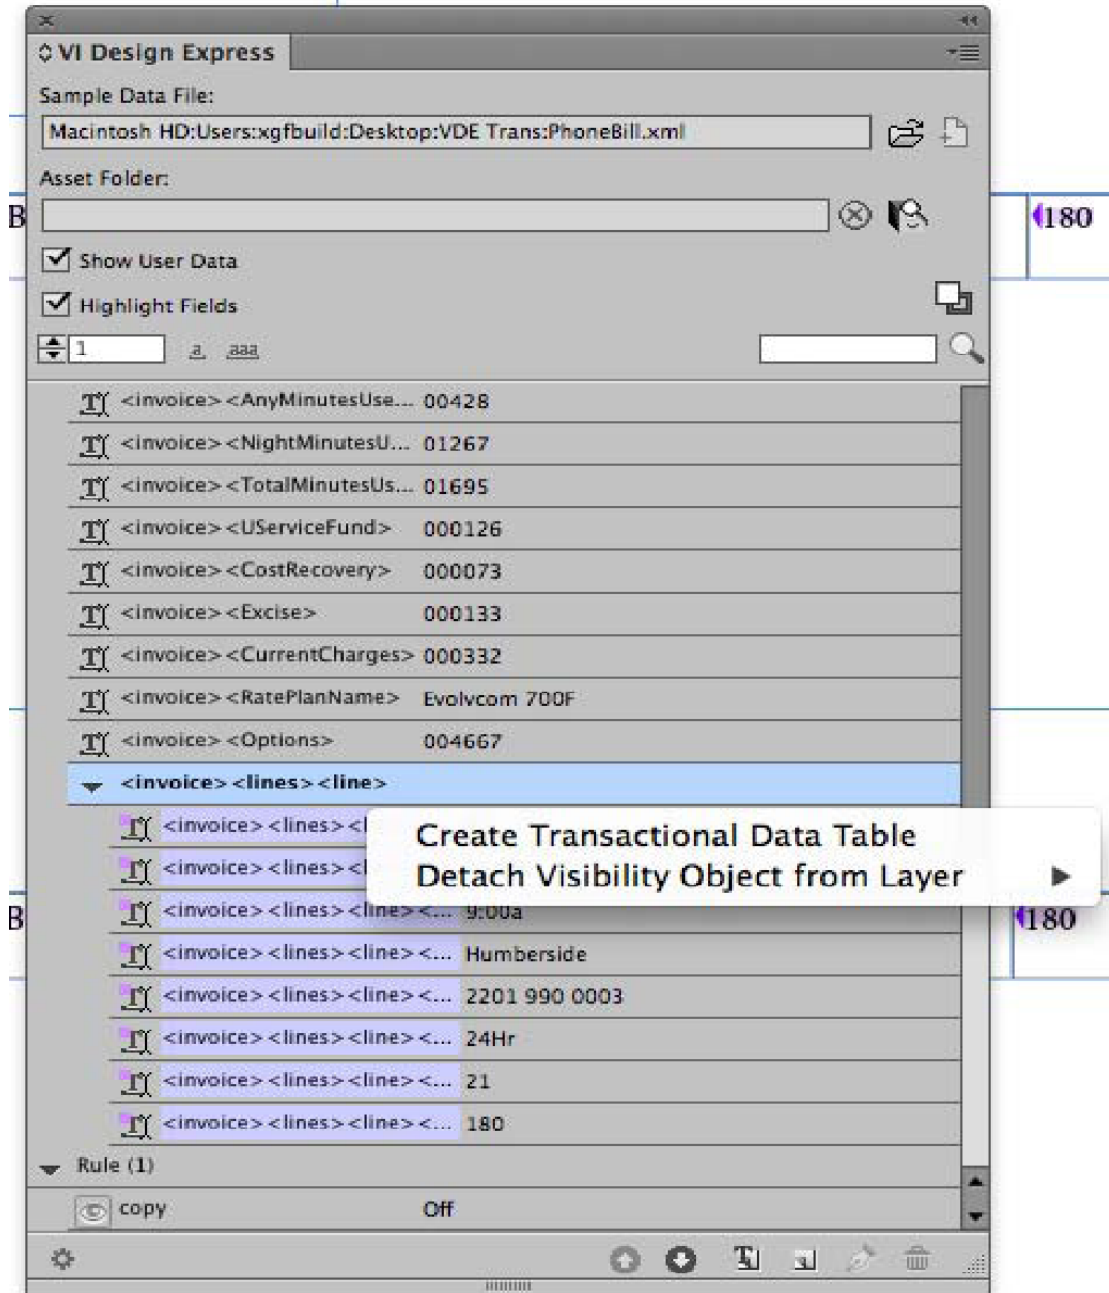 VI Design Express
Sample Data File:
Macintosh HD:Users:xgfbuild:Desktop:VDE Trans:PhoneBill.xml
Asset Folder:
B
180
Show User Data
Highlight Fields
1 a aaa
<invoice><AnyMinutesUse... 00428
<invoice><NightMinutesU... 01267
<invoice><TotalMinutesUs... 01695
<invoice><UServiceFund> 000126
<invoice><CostRecovery> 000073
<invoice><Excise> 000133
<invoice><CurrentCharges> 000332
<invoice><RatePlanName> Evolvcom 700F
<invoice><Options> 004667
<invoice><lines><line>
<invoice><lines><l
Create Transactional Data Table
<invoice><lines><l
Detach Visibility Object from Layer
<invoice><lines><line><... 9:00a
B
180
<invoice><lines><line><... Humberside
<invoice><lines><line><... 2201 990 0003
<invoice><lines><line><... 24Hr
<invoice><lines><line><... 21
<invoice><lines><line><... 180
Rule (1)
copy Off